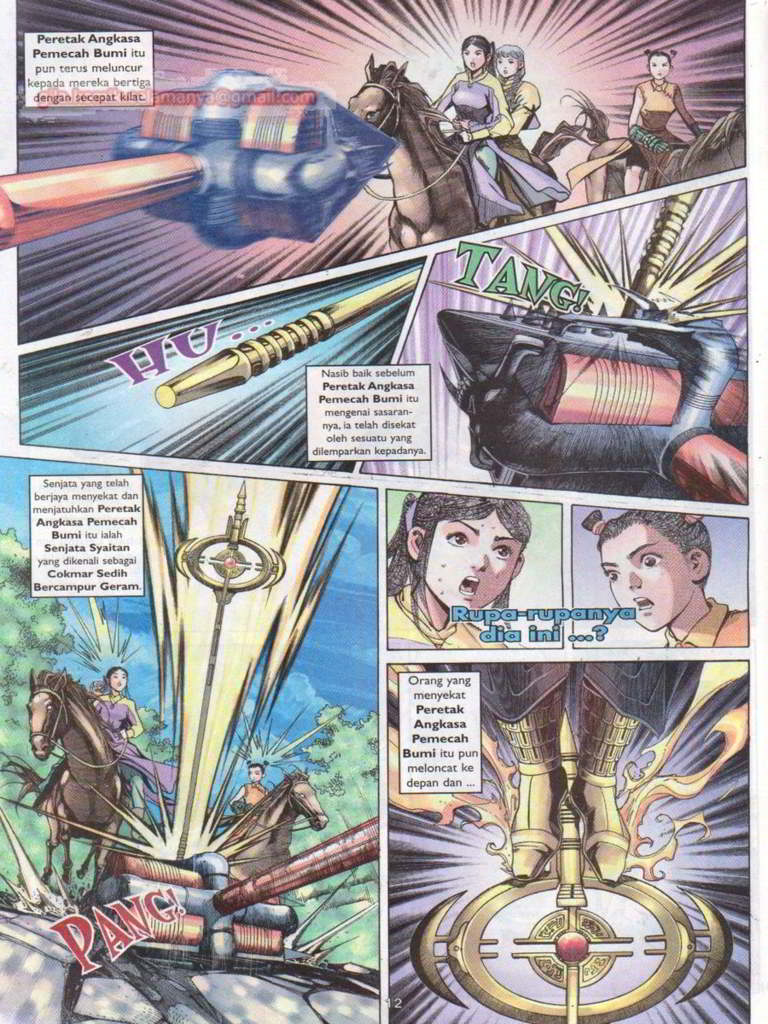 Peretak Angkasa
Pemecah Bumi itu
pun terus meluncur
kepada mereka bertiga
dengan secepat kilat.
HU...
TANG!
Nasib baik sebelum
Peretak Angkasa
Pemecah Bumi itu
mengenai sasaran-
nya, ia telah disekat
oleh sesuatu yang
dilemparkan kepadanya.
Senjata yang telah
berjaya menyekat dan
menjatuhkan Peretak
Angkasa Pemecah
Bumi itu ialah
Senjata Syaitan
yang dikenali sebagai
Cokmar Sedih
Bercampur Geram.
PANG!
Rupa-rupanya
dia ini ...?
Orang yang
menyekat
Peretak
Angkasa
Pemecah
Bumi itu pun
meloncat ke
depan dan ...
12